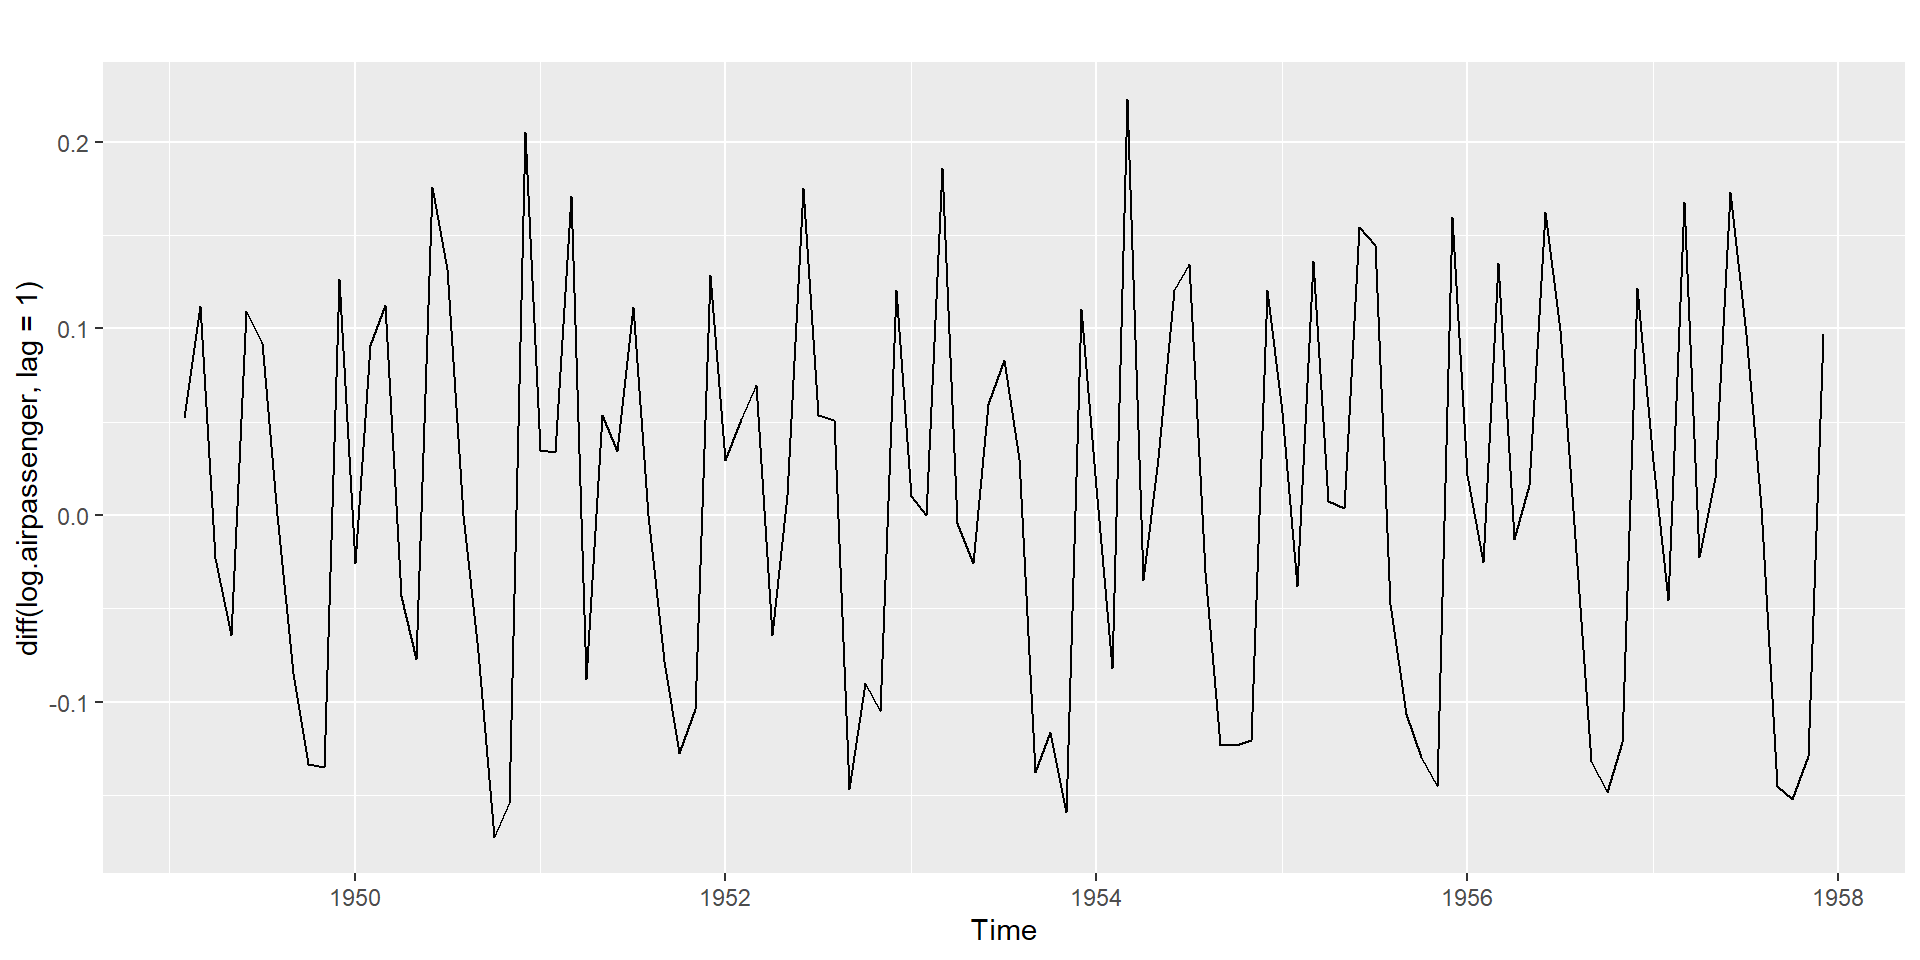 diff(log.airpassenger, lag = 1)
0.2
0.1
0.0
-0.1
1950 1952 1954 1956 1958
Time